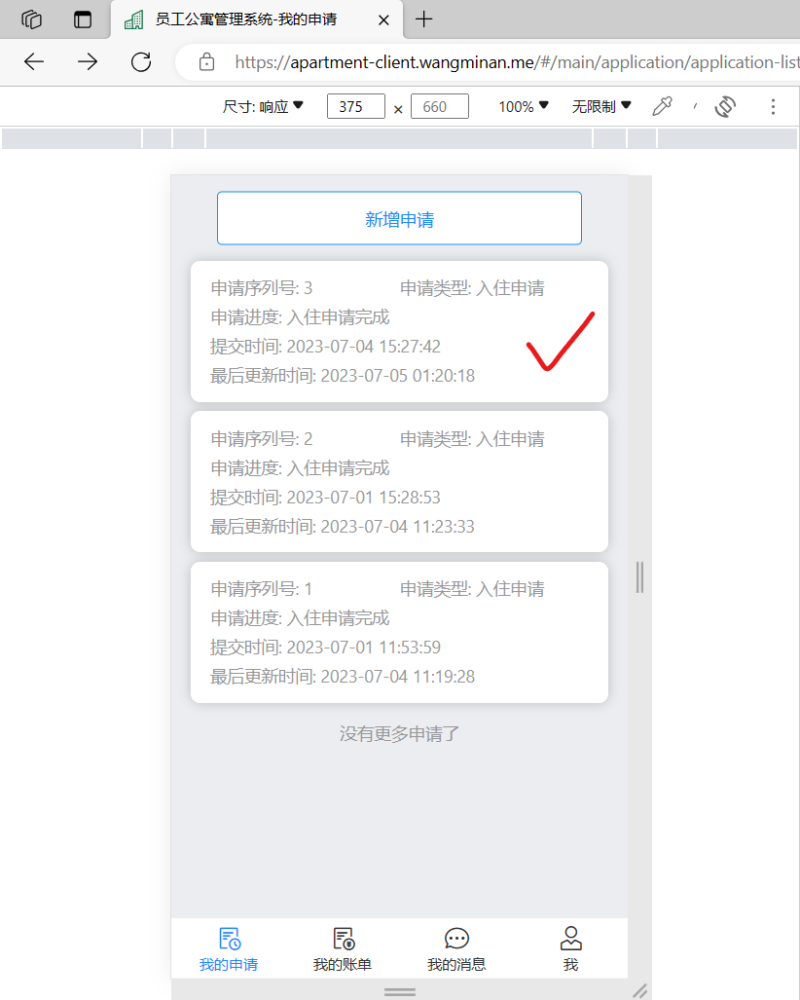 员工公寓管理系统-我的申请
https://apartment-client.wangminan.me/#/main/application/application-list
尺寸: 响应 375 × 660 100% 无限制
新增申请
申请序列号: 3 申请类型: 入住申请
申请进度: 入住申请完成
提交时间: 2023-07-04 15:27:42
最后更新时间: 2023-07-05 01:20:18
申请序列号: 2 申请类型: 入住申请
申请进度: 入住申请完成
提交时间: 2023-07-01 15:28:53
最后更新时间: 2023-07-04 11:23:33
申请序列号: 1 申请类型: 入住申请
申请进度: 入住申请完成
提交时间: 2023-07-01 11:53:59
最后更新时间: 2023-07-04 11:19:28
没有更多申请了
我的申请 我的账单 我的消息 我